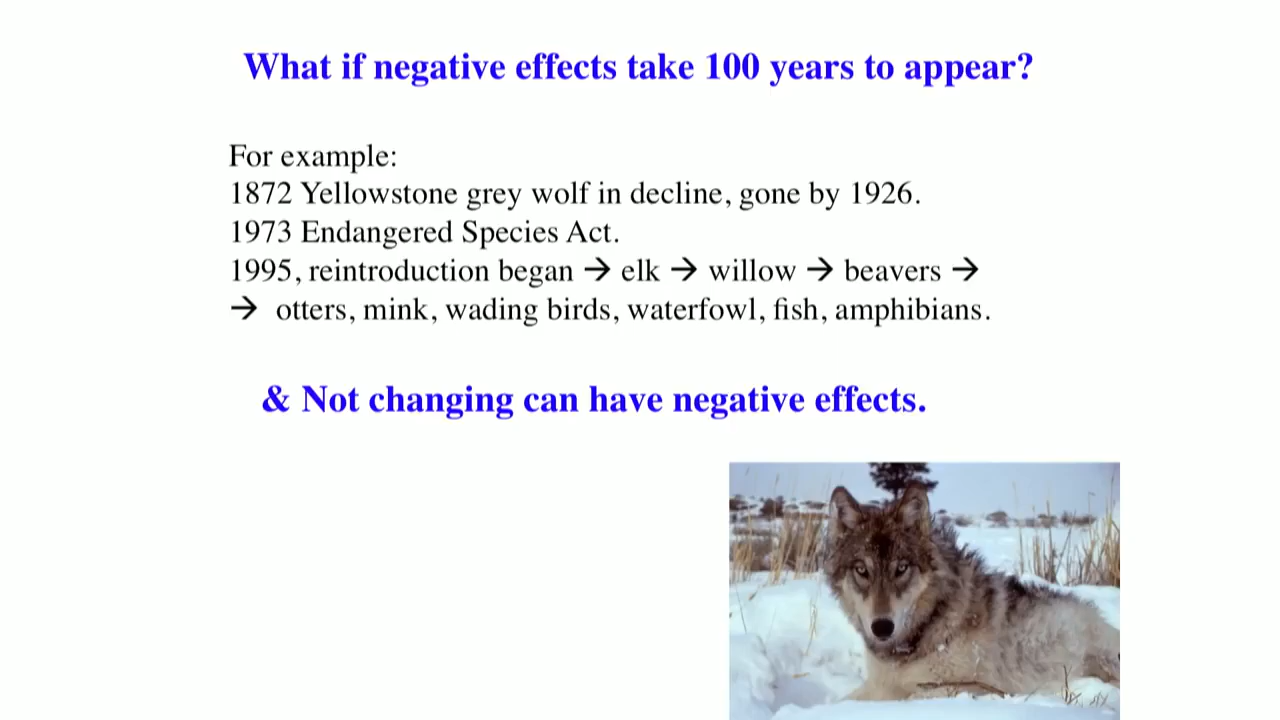 What if negative effects take 100 years to appear?
For example:
1872 Yellowstone grey wolf in decline, gone by 1926.
1973 Endangered Species Act.
1995, reintroduction began → elk → willow → beavers →
→ otters, mink, wading birds, waterfowl, fish, amphibians.
& Not changing can have negative effects.